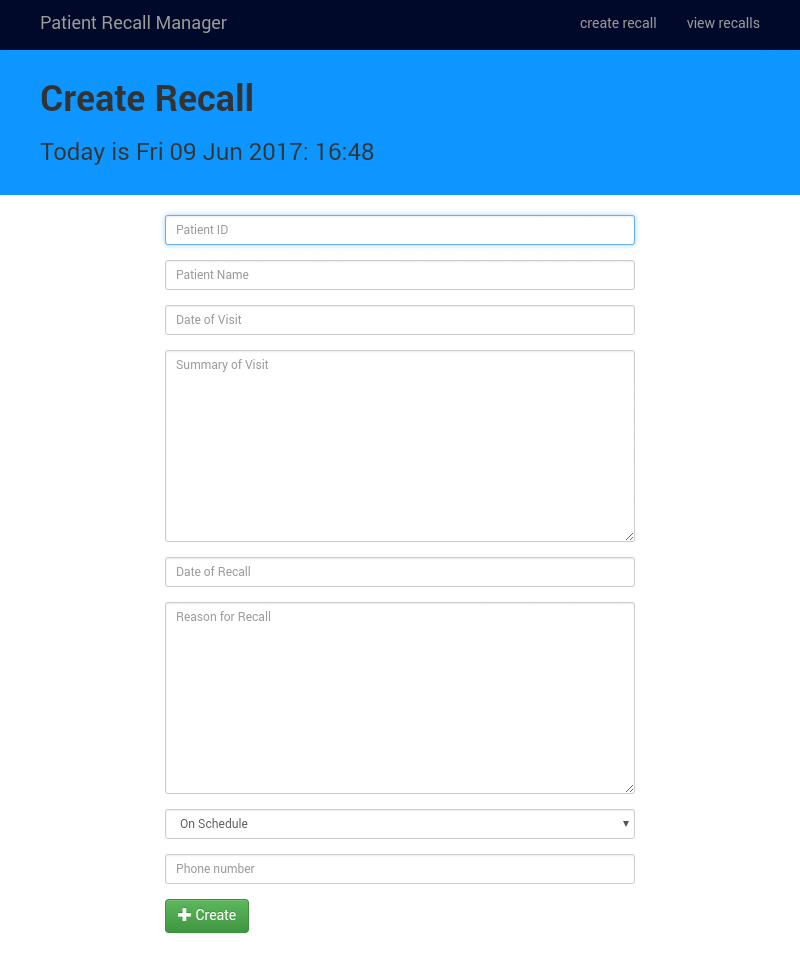 Patient Recall Manager
create recall
view recalls
Create Recall
Today is Fri 09 Jun 2017: 16:48
Patient ID
Patient Name
Date of Visit
Summary of Visit
Date of Recall
Reason for Recall
On Schedule
Phone number
Create